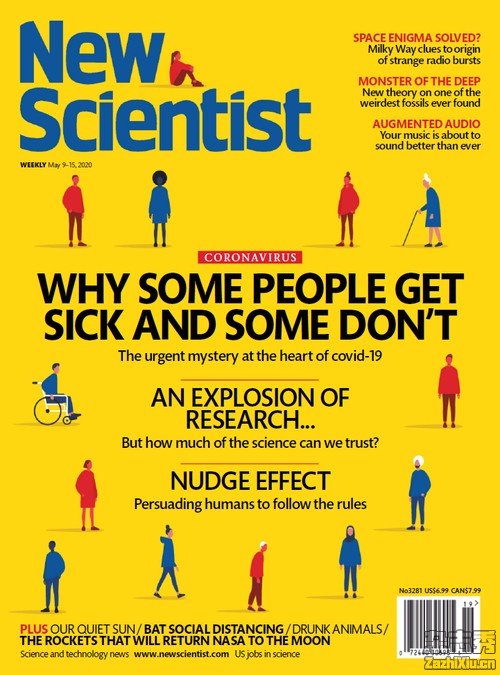 New
Scientist
WEEKLY May 9-15, 2020
SPACE ENIGMA SOLVED?
Milky Way clues to origin
of strange radio bursts
MONSTER OF THE DEEP
New theory on one of the
weirdest fossils ever found
AUGMENTED AUDIO
Your music is about to
sound better than ever
CORONAVIRUS
WHY SOME PEOPLE GET
SICK AND SOME DON'T
The urgent mystery at the heart of covid-19
AN EXPLOSION OF
RESEARCH...
But how much of the science can we trust?
NUDGE EFFECT
Persuading humans to follow the rules
No3281 US$6.99 CAN$7.99
19>
PLUS OUR QUIET SUN / BAT SOCIAL DISTANCING / DRUNK ANIMALS /
THE ROCKETS THAT WILL RETURN NASA TO THE MOON
Science and technology news www.newscientist.com US jobs in science
ZaZhiXiu.cn